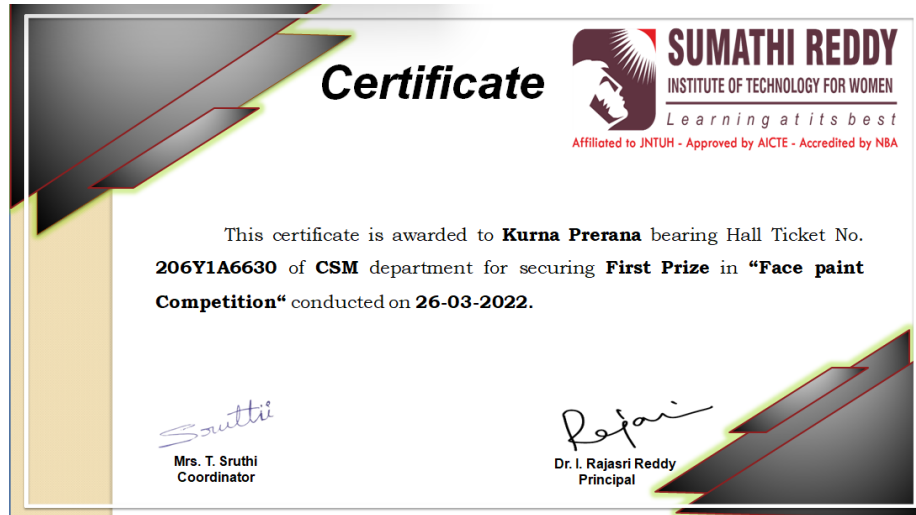 Certificate
SUMATHI REDDY
INSTITUTE OF TECHNOLOGY FOR WOMEN
Learning at its best
Affiliated to JNTUH - Approved by AICTE - Accredited by NBA
This certificate is awarded to Kurna Prerana bearing Hall Ticket No.
206Y1A6630 of CSM department for securing First Prize in “Face paint
Competition“ conducted on 26-03-2022.
Sruthi
Rajasri
Mrs. T. Sruthi
Coordinator
Dr. I. Rajasri Reddy
Principal